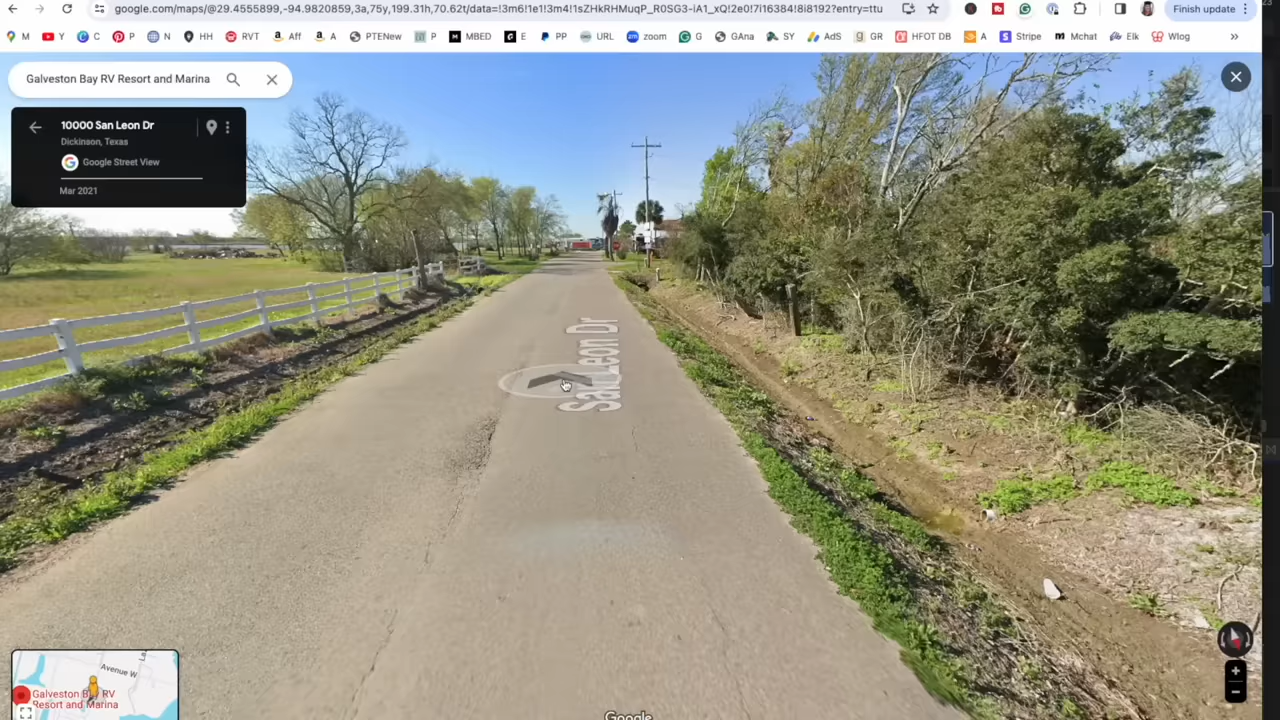 google.com/maps/@29.4555899,-94.9820859,3a,75y,199.31h,70.62t/data=!3m6!1e1!3m4!1sZHkRHMuqP_R0SG3-iA1_xQ!2e0!7i16384!8i8192?entry=ttu
Finish update
M Y C P N HH RVT Aff A PTENew P MBED E PP URL zoom G GAna SY AdS GR HFOT DB A Stripe Mchat Elk Wlog
Galveston Bay RV Resort and Marina
10000 San Leon Dr
Dickinson, Texas
Google Street View
Mar 2021
San Leon Dr
Avenue W
Galveston Bay RV
Resort and Marina
Google